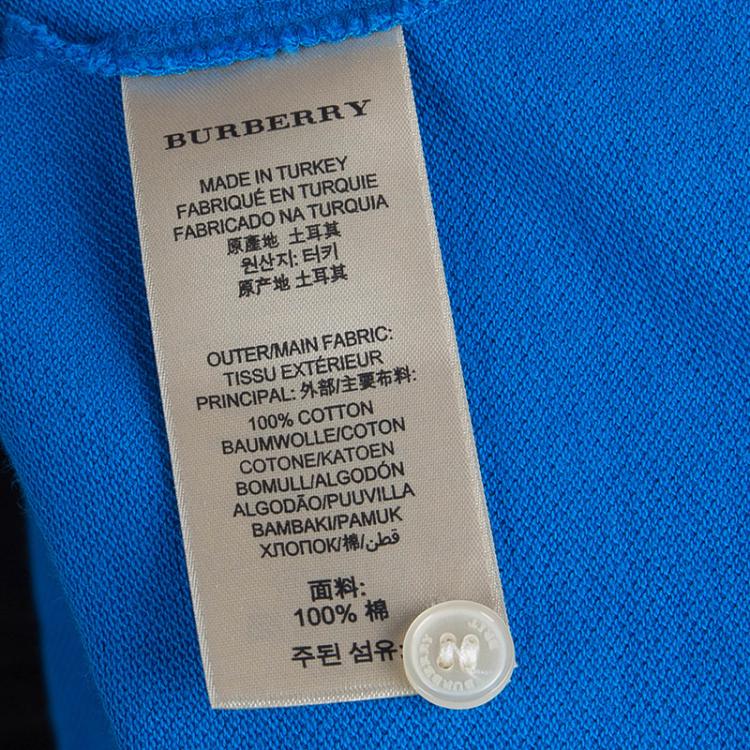 BURBERRY
MADE IN TURKEY
FABRIQUÉ EN TURQUIE
FABRICADO NA TURQUIA
原產地 土耳其
원산지: 터키
原产地 土耳其
OUTER/MAIN FABRIC:
TISSU EXTÉRIEUR
PRINCIPAL: 外部/主要布料:
100% COTTON
BAUMWOLLE/COTON
COTONE/KATOEN
BOMULL/ALGODÓN
ALGODÃO/PUUVILLA
BAMBAKI/PAMUK
ХЛОПОК/棉/قطن
面料:
100% 棉
주된 섬유:
BURBERRY BRIT